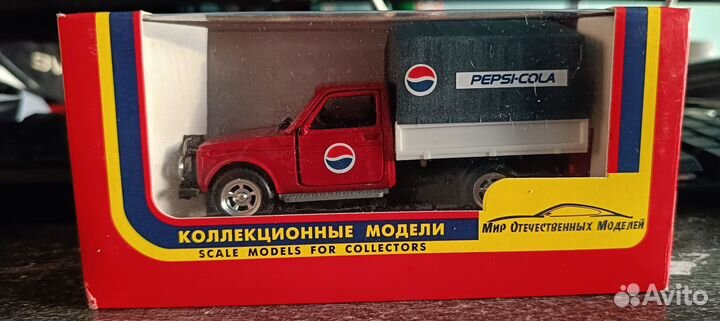 PEPSI-COLA
КОЛЛЕКЦИОННЫЕ МОДЕЛИ
SCALE MODELS FOR COLLECTORS
МИР ОТЕЧЕСТВЕННЫХ МОДЕЛЕЙ
Avito